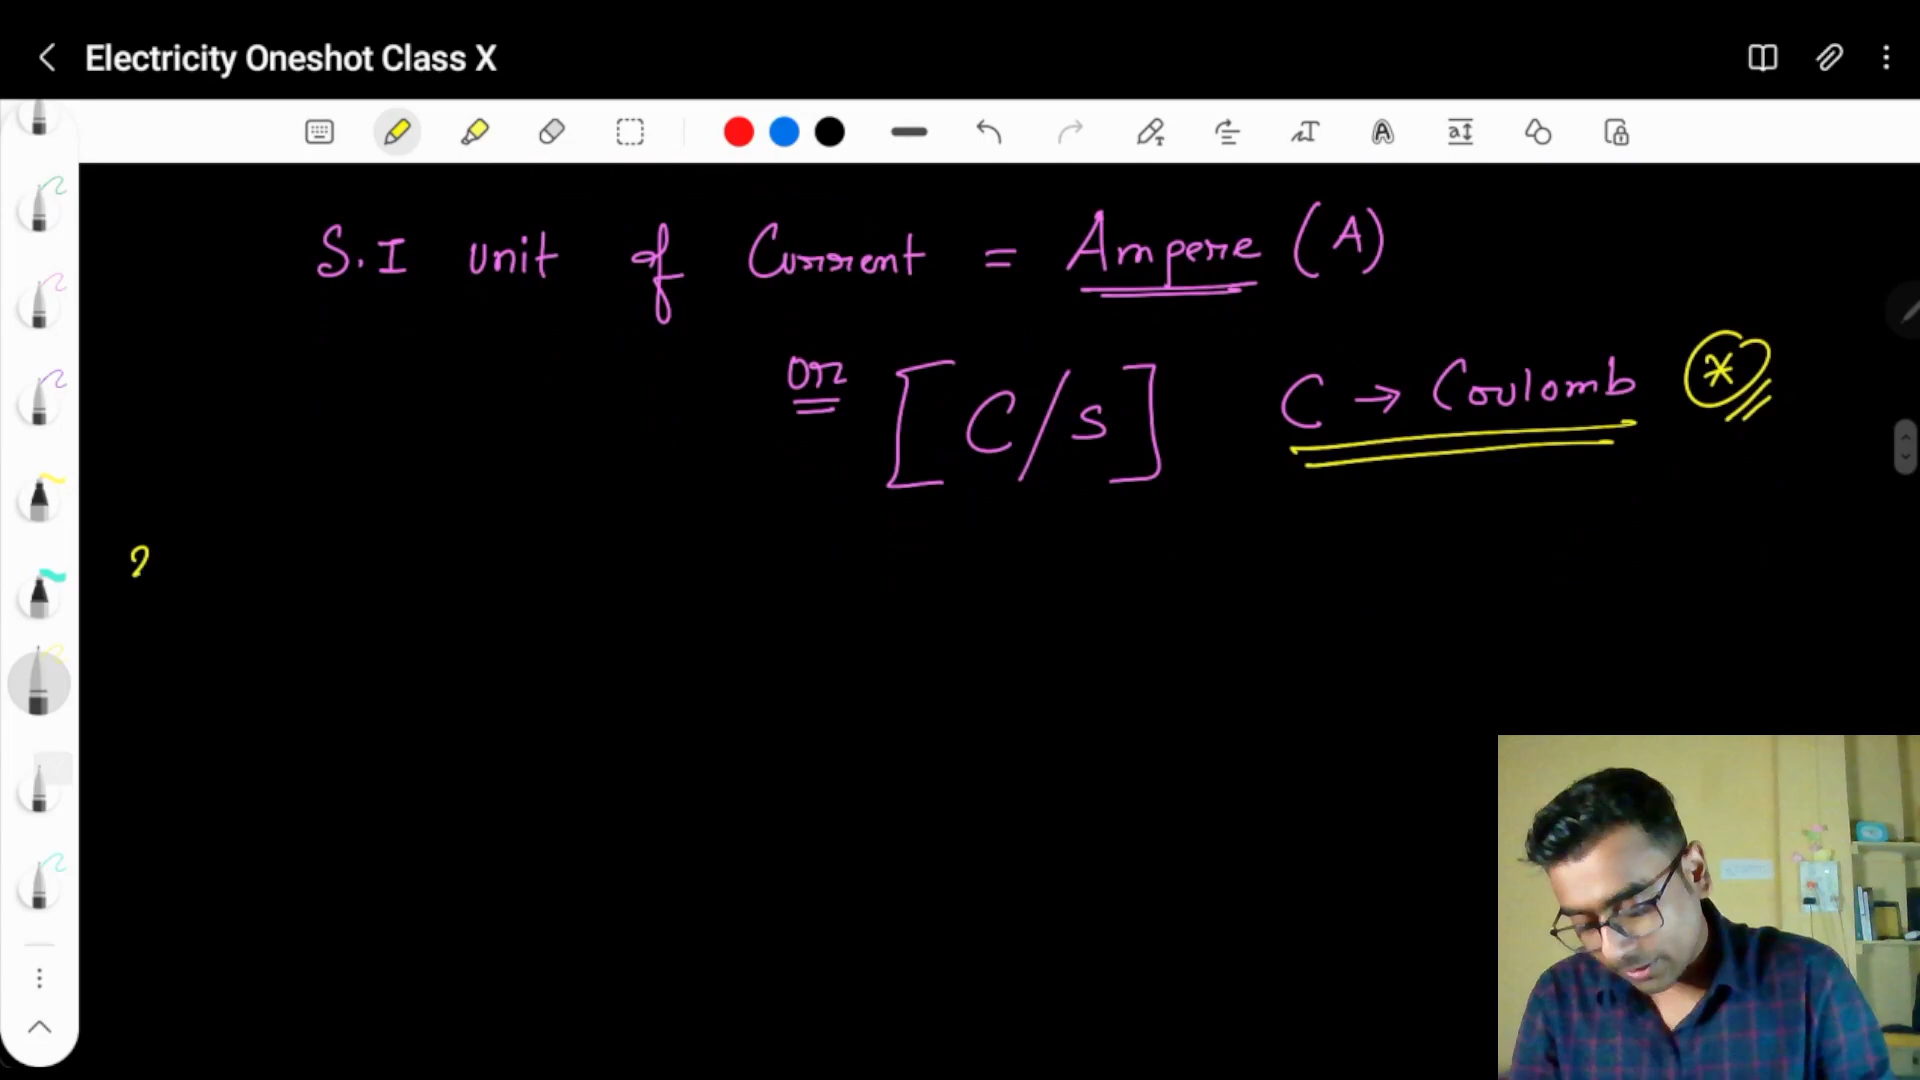 Electricity Oneshot Class X
S.I unit of Current = Ampere (A)
or [C/s] C → Coulomb *
?